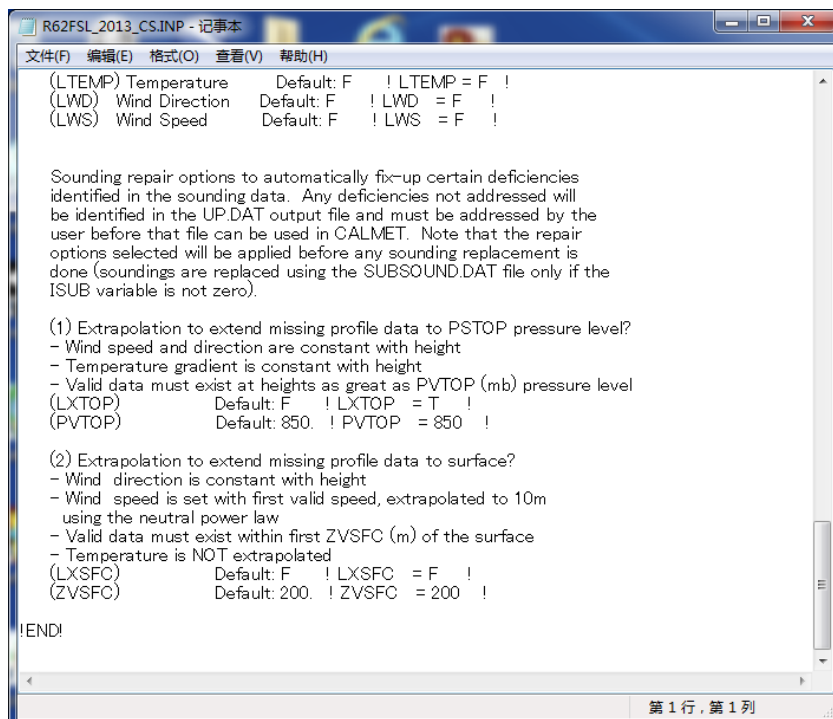 R62FSL_2013_CS.INP - 记事本
文件(F) 编辑(E) 格式(O) 查看(V) 帮助(H)
(LTEMP) Temperature Default: F ! LTEMP = F !
(LWD) Wind Direction Default: F ! LWD = F !
(LWS) Wind Speed Default: F ! LWS = F !
Sounding repair options to automatically fix-up certain deficiencies
identified in the sounding data. Any deficiencies not addressed will
be identified in the UP.DAT output file and must be addressed by the
user before that file can be used in CALMET. Note that the repair
options selected will be applied before any sounding replacement is
done (soundings are replaced using the SUBSOUND.DAT file only if the
ISUB variable is not zero).
(1) Extrapolation to extend missing profile data to PSTOP pressure level?
- Wind speed and direction are constant with height
- Temperature gradient is constant with height
- Valid data must exist at heights as great as PVTOP (mb) pressure level
(LXTOP) Default: F ! LXTOP = T !
(PVTOP) Default: 850. ! PVTOP = 850 !
(2) Extrapolation to extend missing profile data to surface?
- Wind direction is constant with height
- Wind speed is set with first valid speed, extrapolated to 10m
using the neutral power law
- Valid data must exist within first ZVSFC (m) of the surface
- Temperature is NOT extrapolated
(LXSFC) Default: F ! LXSFC = F !
(ZVSFC) Default: 200. ! ZVSFC = 200 !
!END!
第 1 行 , 第 1 列